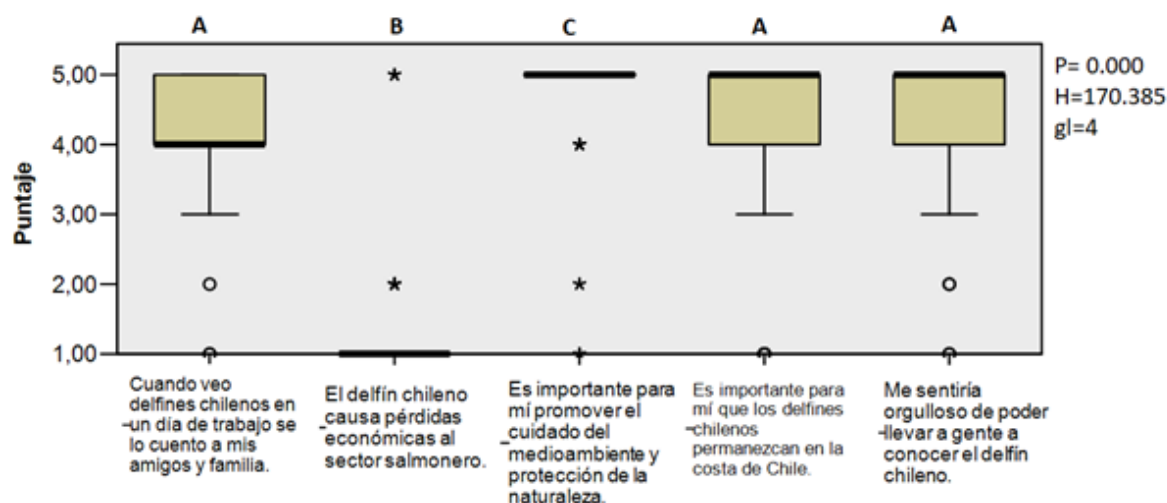 A B C A A
Puntaje
5,00
4,00
3,00
2,00
1,00
P= 0.000
H=170.385
gl=4
Cuando veo
delfines chilenos en
un día de trabajo se
lo cuento a mis
amigos y familia.
El delfín chileno
causa pérdidas
económicas al
sector salmonero.
Es importante para
mí promover el
cuidado del
medioambiente y
protección de la
naturaleza.
Es importante para
mí que los delfines
chilenos
permanezcan en la
costa de Chile.
Me sentiría
orgulloso de poder
llevar a gente a
conocer el delfín
chileno.